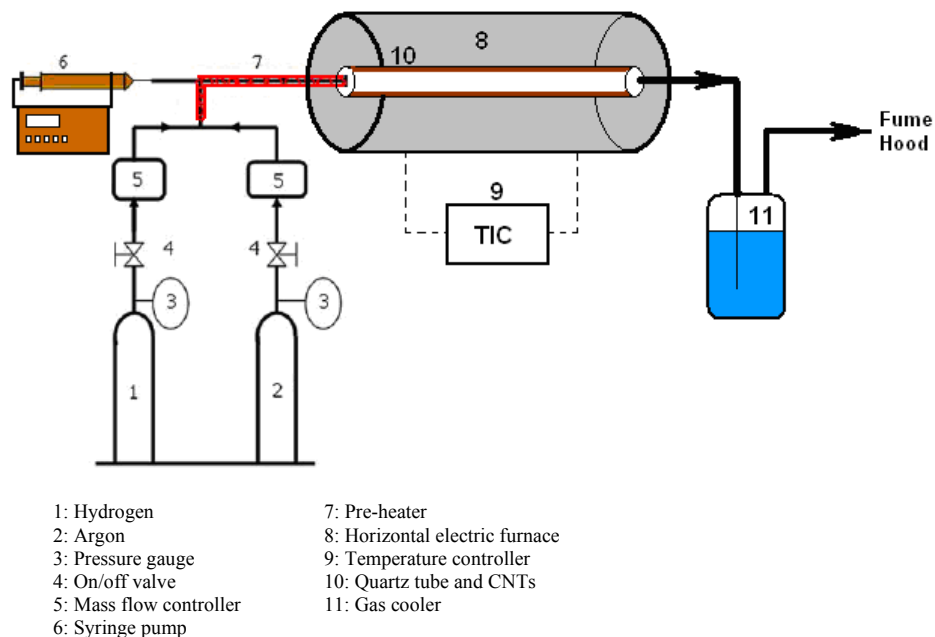 6
7
10
8
5
5
4
4
3
3
1
2
9
TIC
11
Fume
Hood
1: Hydrogen
2: Argon
3: Pressure gauge
4: On/off valve
5: Mass flow controller
6: Syringe pump
7: Pre-heater
8: Horizontal electric furnace
9: Temperature controller
10: Quartz tube and CNTs
11: Gas cooler